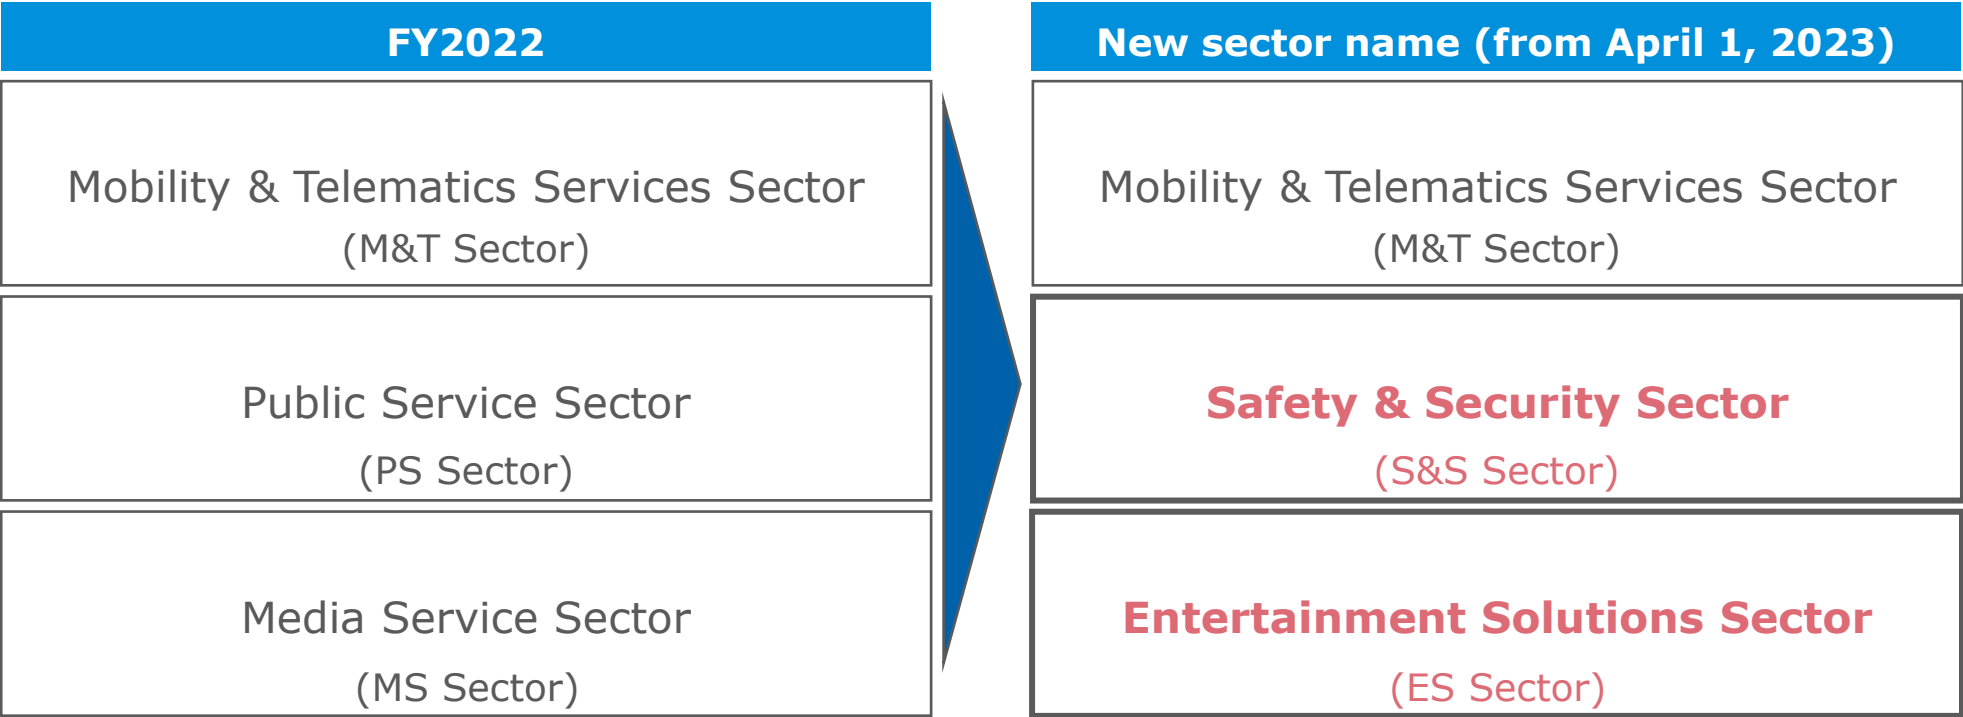 FY2022
New sector name (from April 1, 2023)
Mobility & Telematics Services Sector
(M&T Sector)
Mobility & Telematics Services Sector
(M&T Sector)
Public Service Sector
(PS Sector)
Safety & Security Sector
(S&S Sector)
Media Service Sector
(MS Sector)
Entertainment Solutions Sector
(ES Sector)